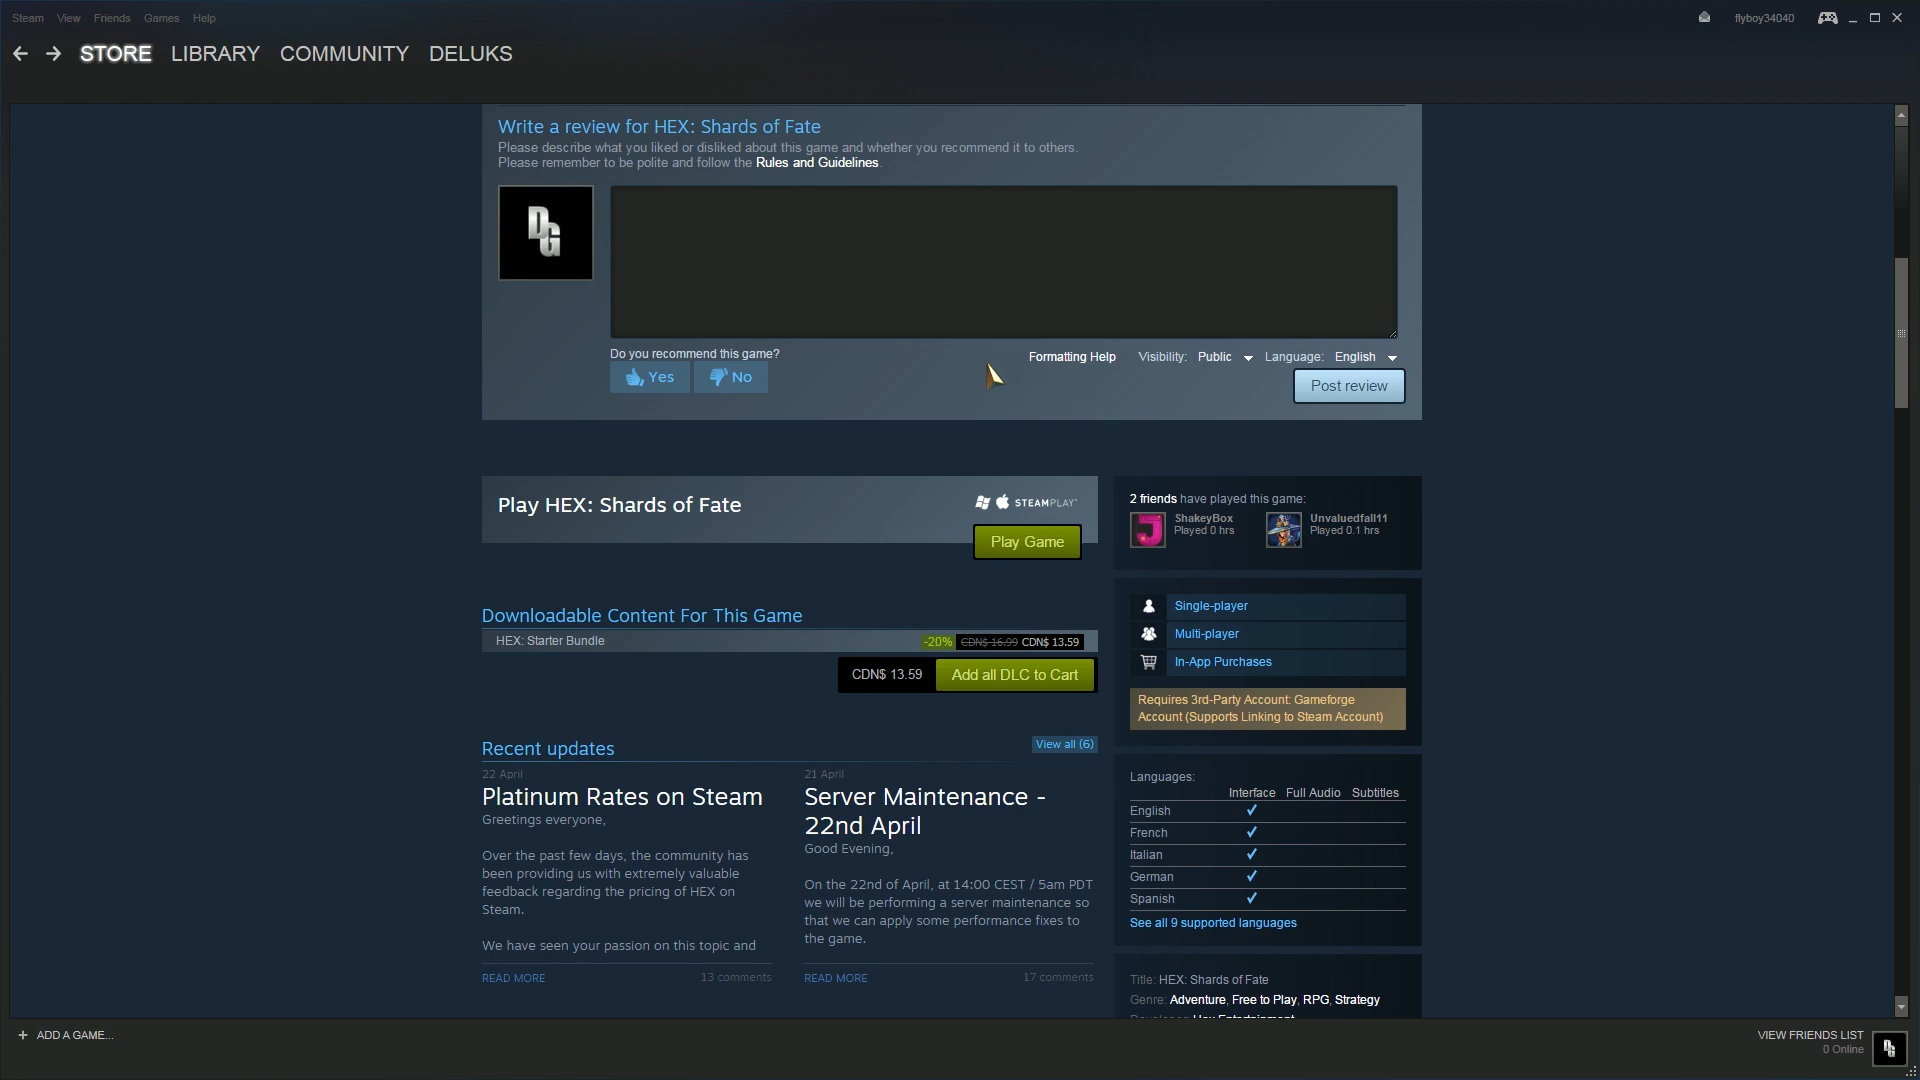 Steam View Friends Games Help
flyboy34040
STORE LIBRARY COMMUNITY DELUKS
Write a review for HEX: Shards of Fate
Please describe what you liked or disliked about this game and whether you recommend it to others.
Please remember to be polite and follow the Rules and Guidelines.
DG
Do you recommend this game?
Yes No
Formatting Help Visibility: Public Language: English
Post review
Play HEX: Shards of Fate
STEAMPLAY
Play Game
Downloadable Content For This Game
HEX: Starter Bundle -20% CDN$ 16.99 CDN$ 13.59
CDN$ 13.59 Add all DLC to Cart
Recent updates View all (6)
22 April
Platinum Rates on Steam
Greetings everyone,
Over the past few days, the community has
been providing us with extremely valuable
feedback regarding the pricing of HEX on
Steam.
We have seen your passion on this topic and
READ MORE 13 comments
21 April
Server Maintenance -
22nd April
Good Evening,
On the 22nd of April, at 14:00 CEST / 5am PDT
we will be performing a server maintenance so
that we can apply some performance fixes to
the game.
READ MORE 17 comments
2 friends have played this game:
ShakeyBox
Played 0 hrs
Unvaluedfall11
Played 0.1 hrs
Single-player
Multi-player
In-App Purchases
Requires 3rd-Party Account: Gameforge
Account (Supports Linking to Steam Account)
Languages:
Interface Full Audio Subtitles
English
French
Italian
German
Spanish
See all 9 supported languages
Title: HEX: Shards of Fate
Genre: Adventure, Free to Play, RPG, Strategy
Developer: Hex Entertainment
+ ADD A GAME...
VIEW FRIENDS LIST
0 Online
DG